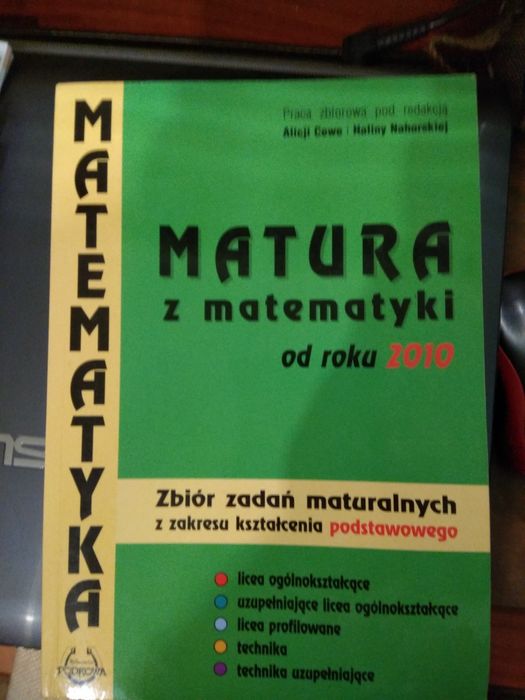 Praca zbiorowa pod redakcją
Alicji Cewe i Haliny Nahorskiej
MATEMATYKA
MATURA
z matematyki
od roku 2010
Zbiór zadań maturalnych
z zakresu kształcenia podstawowego
licea ogólnokształcące
uzupełniające licea ogólnokształcące
licea profilowane
technika
technika uzupełniające
PODKOWA